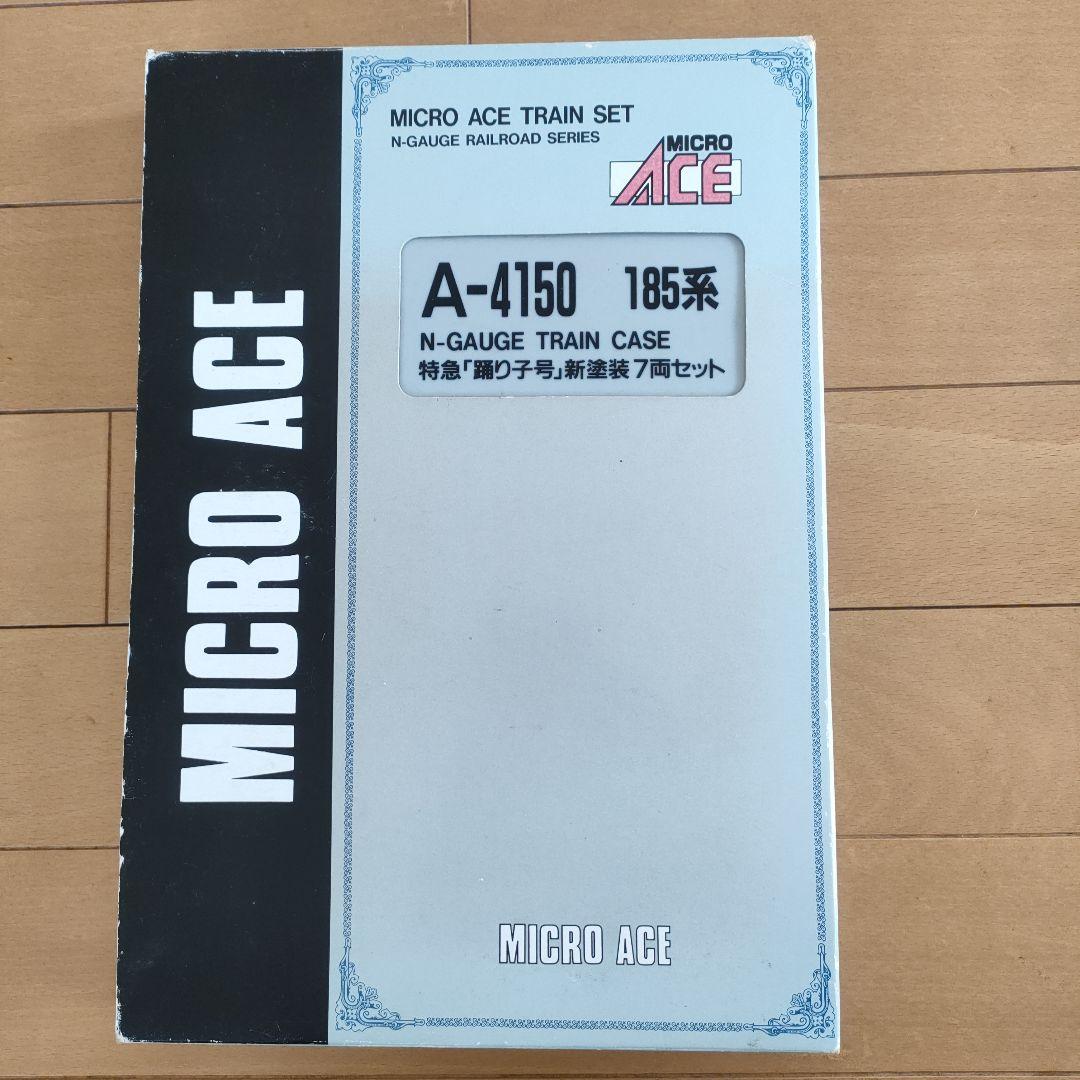 MICRO ACE
MICRO ACE TRAIN SET
N-GAUGE RAILROAD SERIES
MICRO
ACE
A-4150 185系
N-GAUGE TRAIN CASE
特急「踊り子号」新塗装7両セット
MICRO ACE